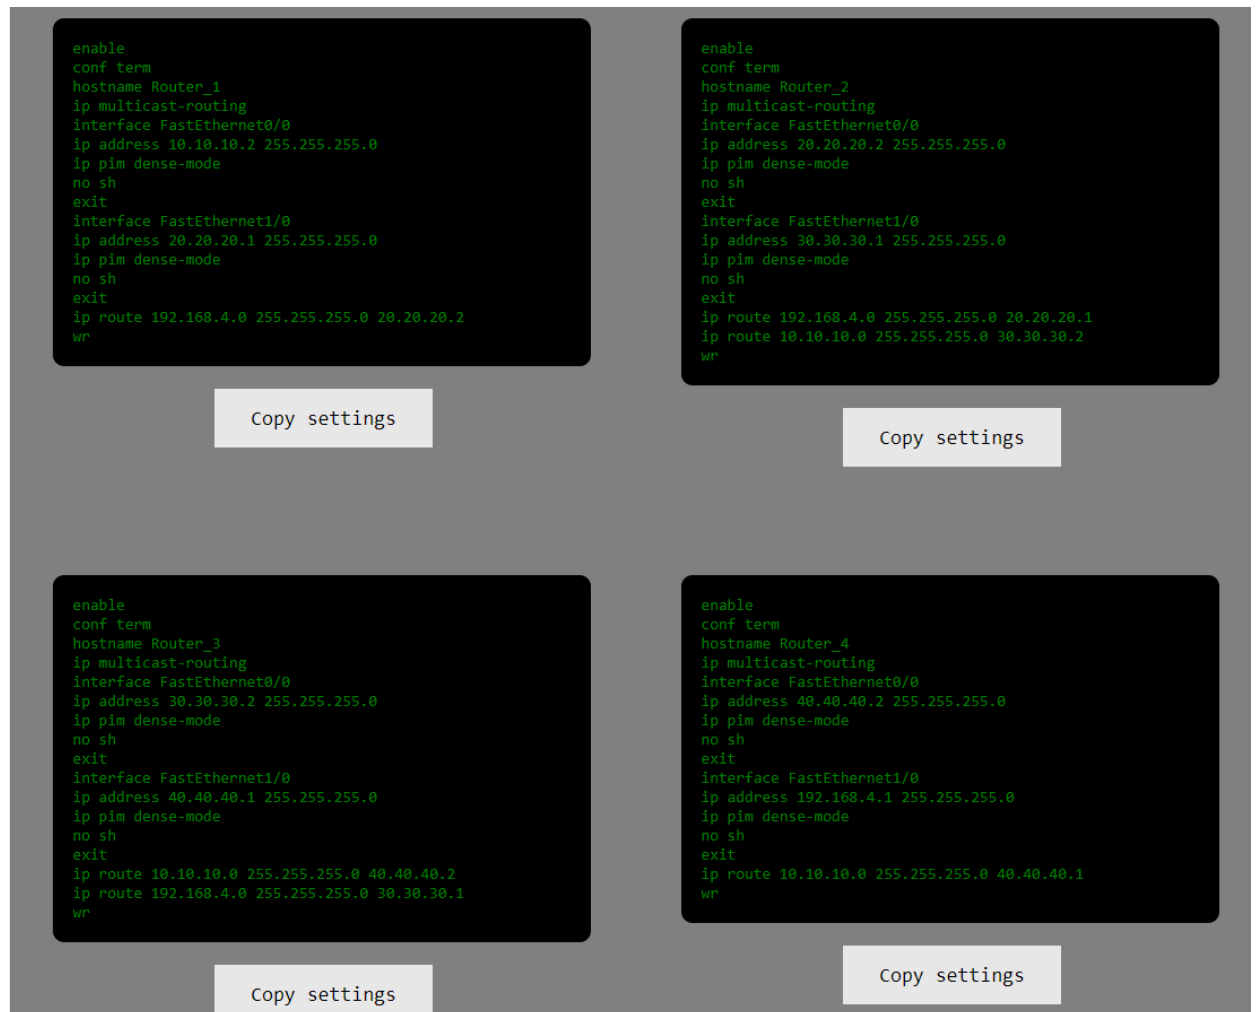 enable
conf term
hostname Router_1
ip multicast-routing
interface FastEthernet0/0
ip address 10.10.10.2 255.255.255.0
ip pim dense-mode
no sh
exit
interface FastEthernet1/0
ip address 20.20.20.1 255.255.255.0
ip pim dense-mode
no sh
exit
ip route 192.168.4.0 255.255.255.0 20.20.20.2
wr
Copy settings
enable
conf term
hostname Router_2
ip multicast-routing
interface FastEthernet0/0
ip address 20.20.20.2 255.255.255.0
ip pim dense-mode
no sh
exit
interface FastEthernet1/0
ip address 30.30.30.1 255.255.255.0
ip pim dense-mode
no sh
exit
ip route 192.168.4.0 255.255.255.0 20.20.20.1
ip route 10.10.10.0 255.255.255.0 30.30.30.2
wr
Copy settings
enable
conf term
hostname Router_3
ip multicast-routing
interface FastEthernet0/0
ip address 30.30.30.2 255.255.255.0
ip pim dense-mode
no sh
exit
interface FastEthernet1/0
ip address 40.40.40.1 255.255.255.0
ip pim dense-mode
no sh
exit
ip route 10.10.10.0 255.255.255.0 40.40.40.2
ip route 192.168.4.0 255.255.255.0 30.30.30.1
wr
Copy settings
enable
conf term
hostname Router_4
ip multicast-routing
interface FastEthernet0/0
ip address 40.40.40.2 255.255.255.0
ip pim dense-mode
no sh
exit
interface FastEthernet1/0
ip address 192.168.4.1 255.255.255.0
ip pim dense-mode
no sh
exit
ip route 10.10.10.0 255.255.255.0 40.40.40.1
wr
Copy settings